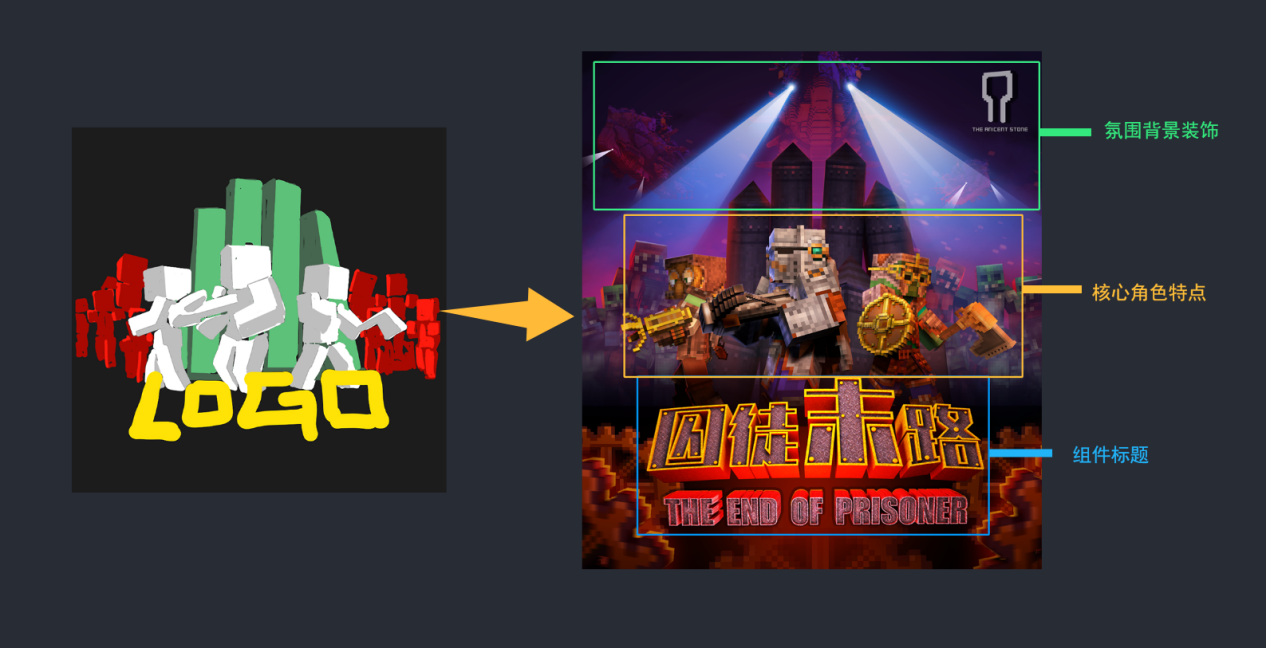 LOGO
THE ANCIENT STONE
氛围背景装饰
核心角色特点
囚徒末路
THE END OF PRISONER
组件标题